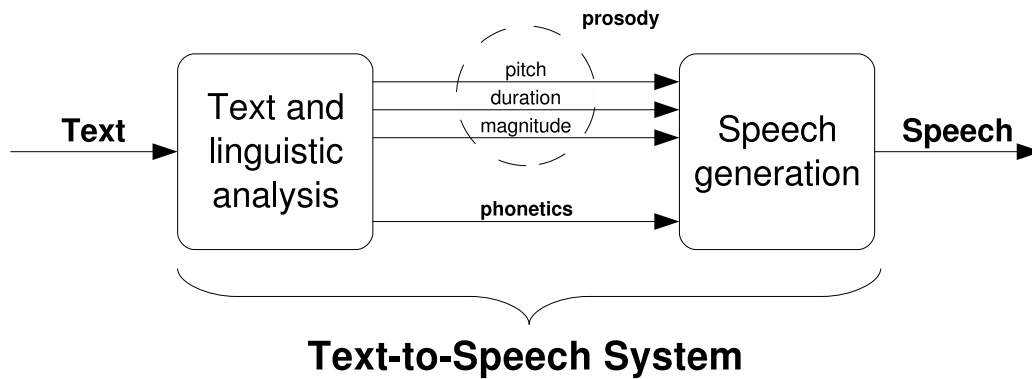 prosody
pitch
duration
magnitude
Text
Text and
linguistic
analysis
phonetics
Speech
generation
Speech
Text-to-Speech System